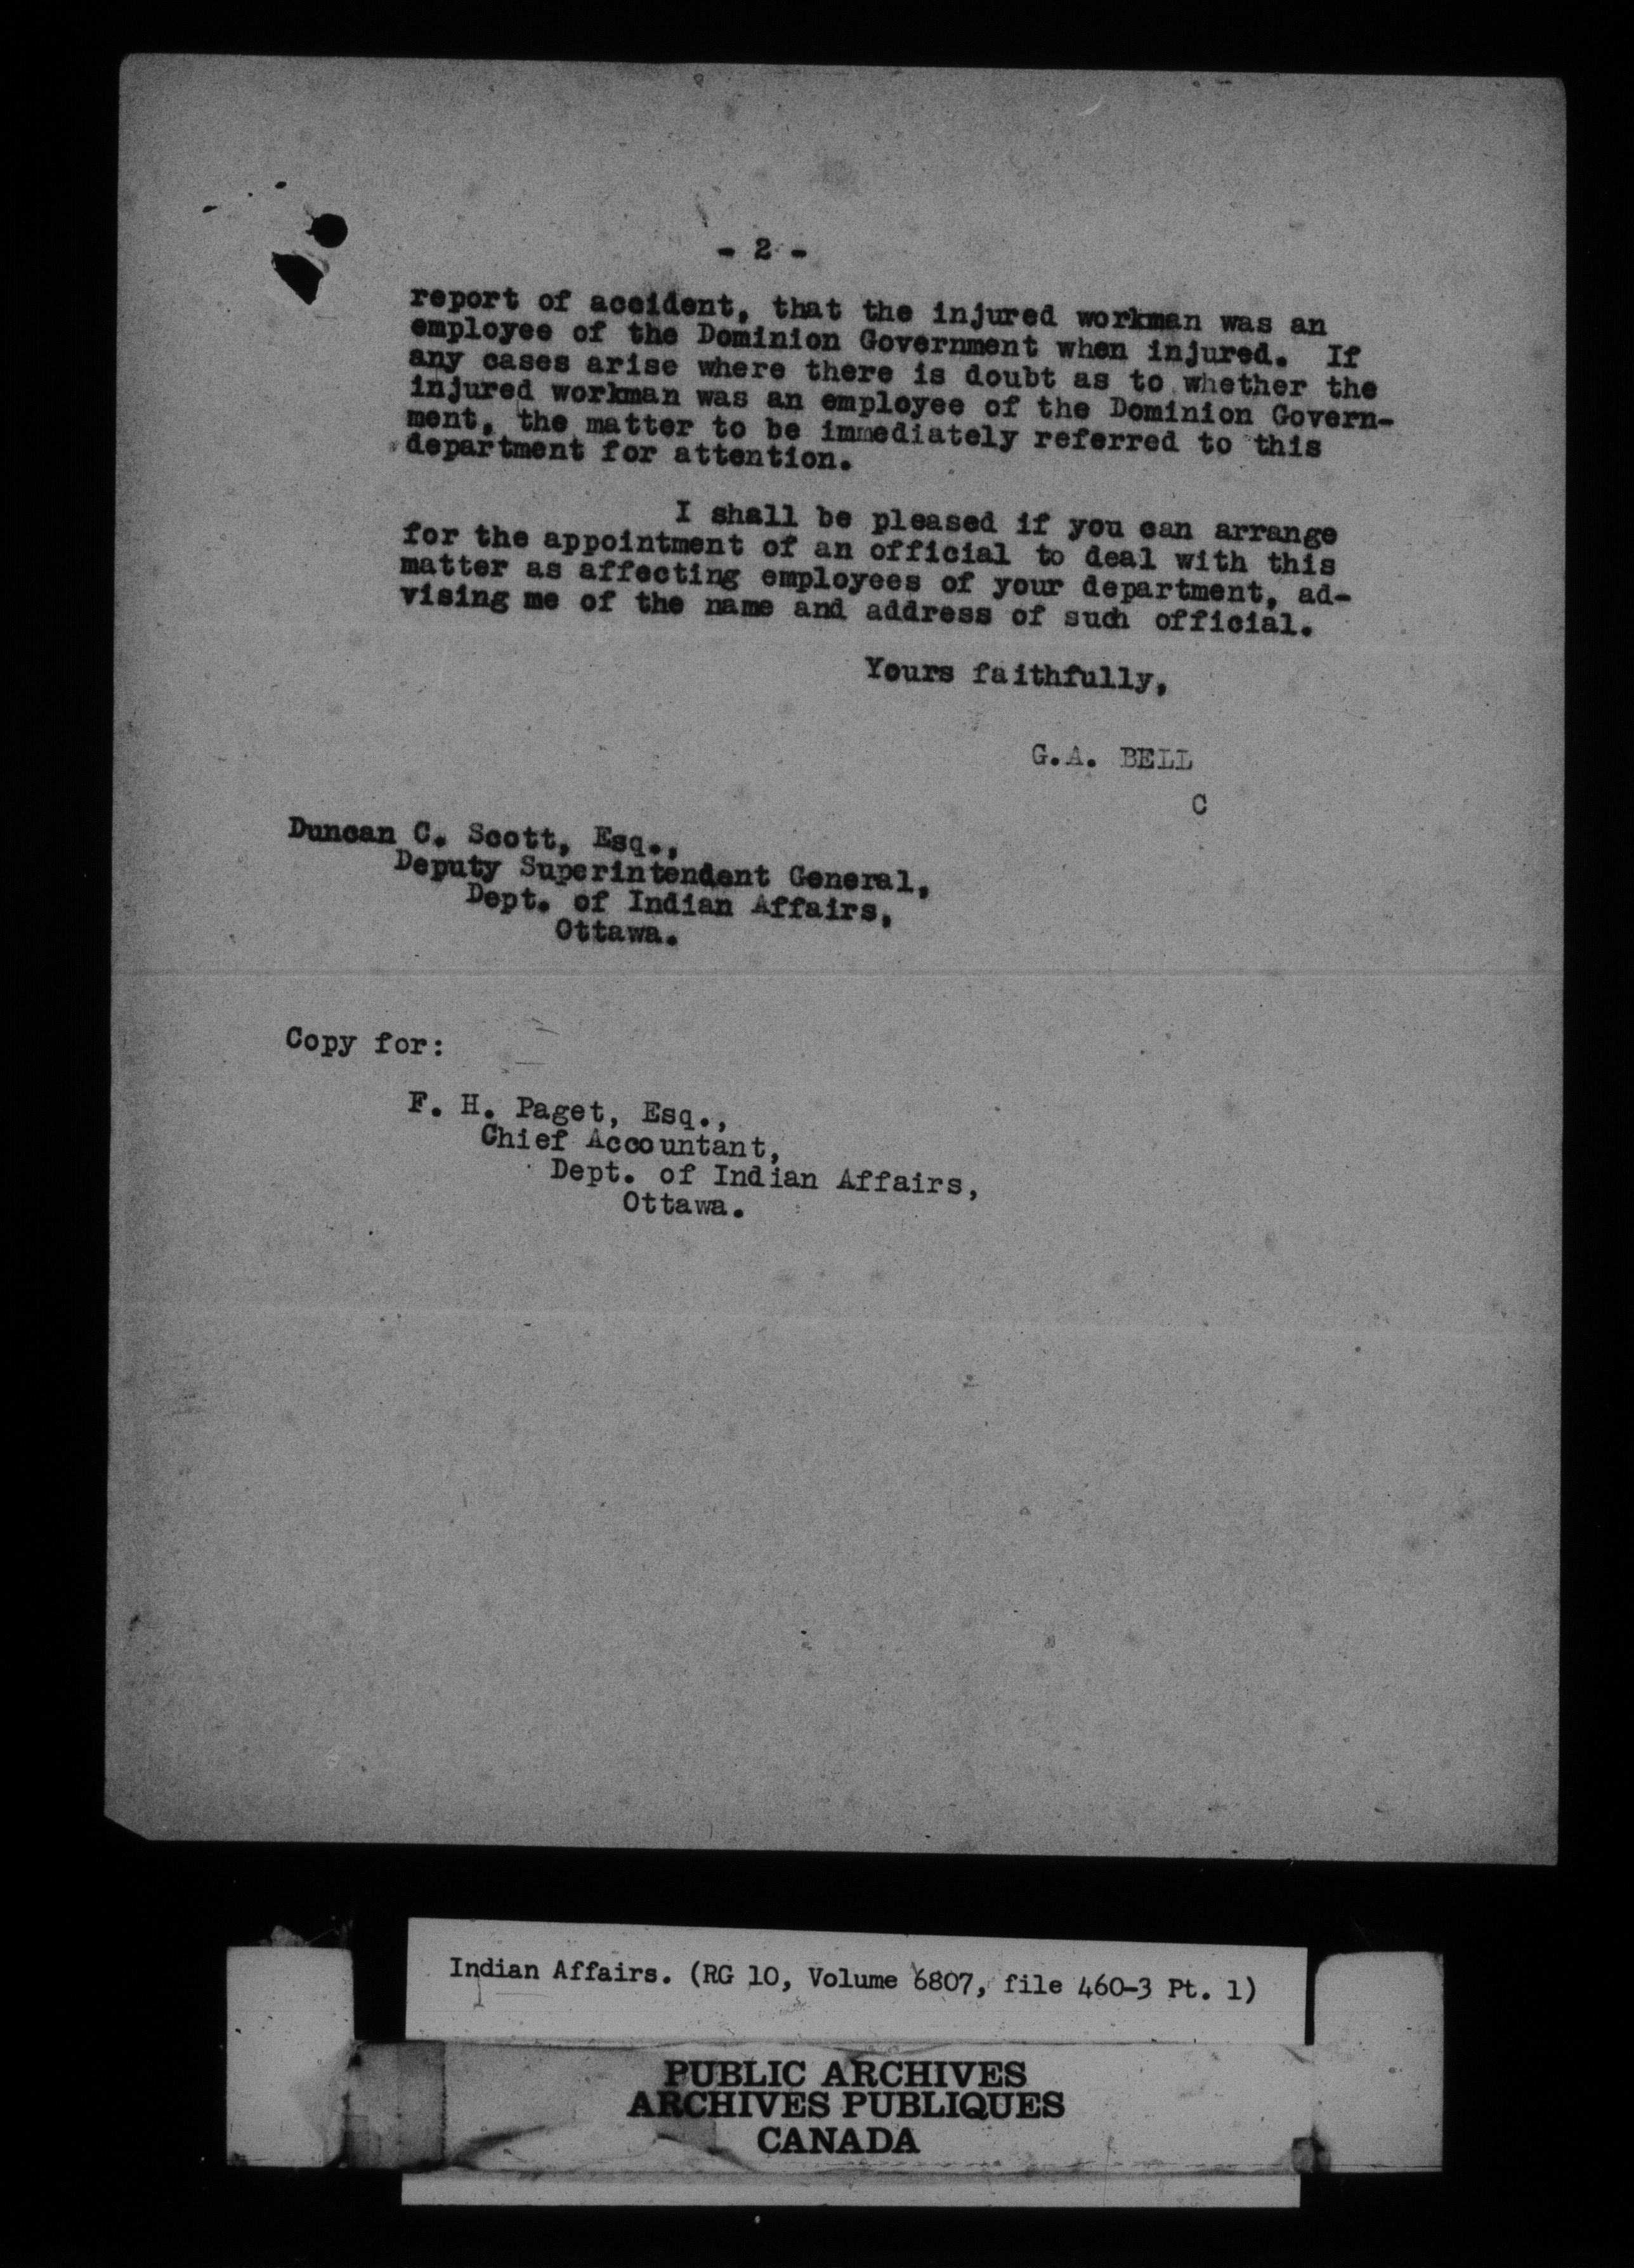 - 2 -
report of accident, that the injured workman was an
employee of the Dominion Government when injured. If
any cases arise where there is doubt as to whether the
injured workman was an employee of the Dominion Govern-
ment, the matter to be immediately referred to this
department for attention.
I shall be pleased if you can arrange
for the appointment of an official to deal with this
matter as affecting employees of your department, ad-
vising me of the name and address of such official.
Yours faithfully,
G.A. BELL
C
Duncan C. Scott, Esq.,
Deputy Superintendent General,
Dept. of Indian Affairs,
Ottawa.
Copy for:
F. H. Paget, Esq.,
Chief Accountant,
Dept. of Indian Affairs,
Ottawa.
Indian Affairs. (RG 10, Volume 6807, file 460-3 Pt. 1)
PUBLIC ARCHIVES
ARCHIVES PUBLIQUES
CANADA